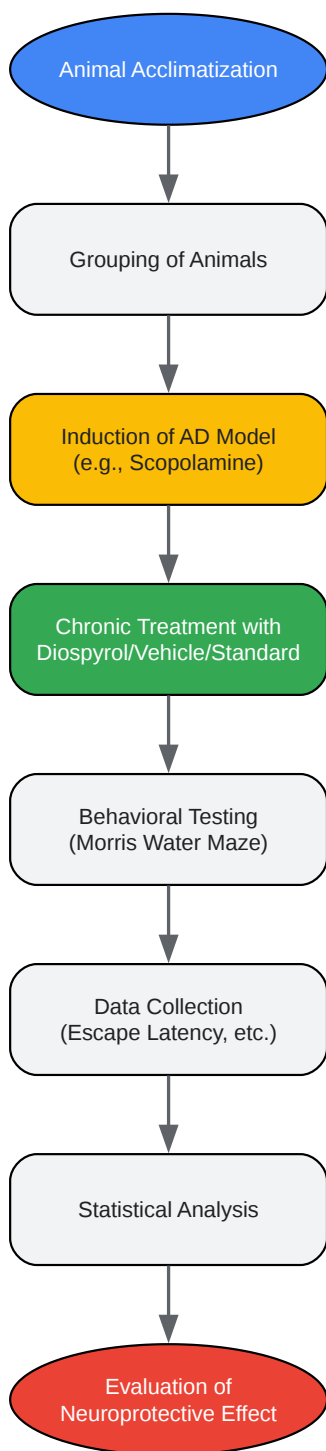 Animal Acclimatization
Grouping of Animals
Induction of AD Model
(e.g., Scopolamine)
Chronic Treatment with
Diospyrol/Vehicle/Standard
Behavioral Testing
(Morris Water Maze)
Data Collection
(Escape Latency, etc.)
Statistical Analysis
Evaluation of
Neuroprotective Effect